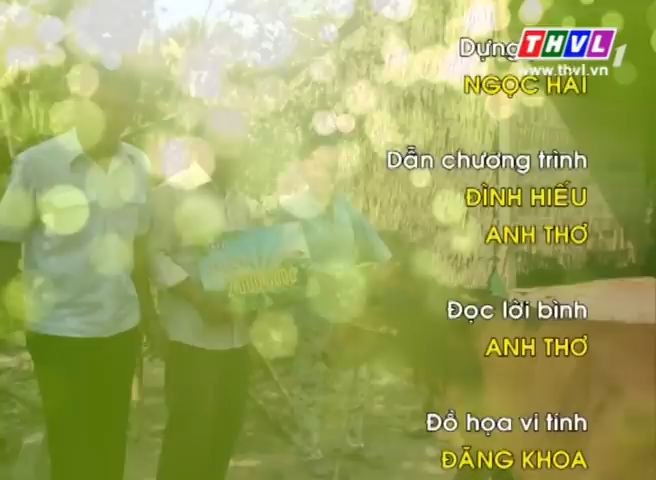 Dựng
THVL1
www.thvl.vn
NGỌC HẢI
Dẫn chương trình
ĐÌNH HIẾU
ANH THƠ
Đọc lời bình
ANH THƠ
Đồ họa vi tính
ĐĂNG KHOA